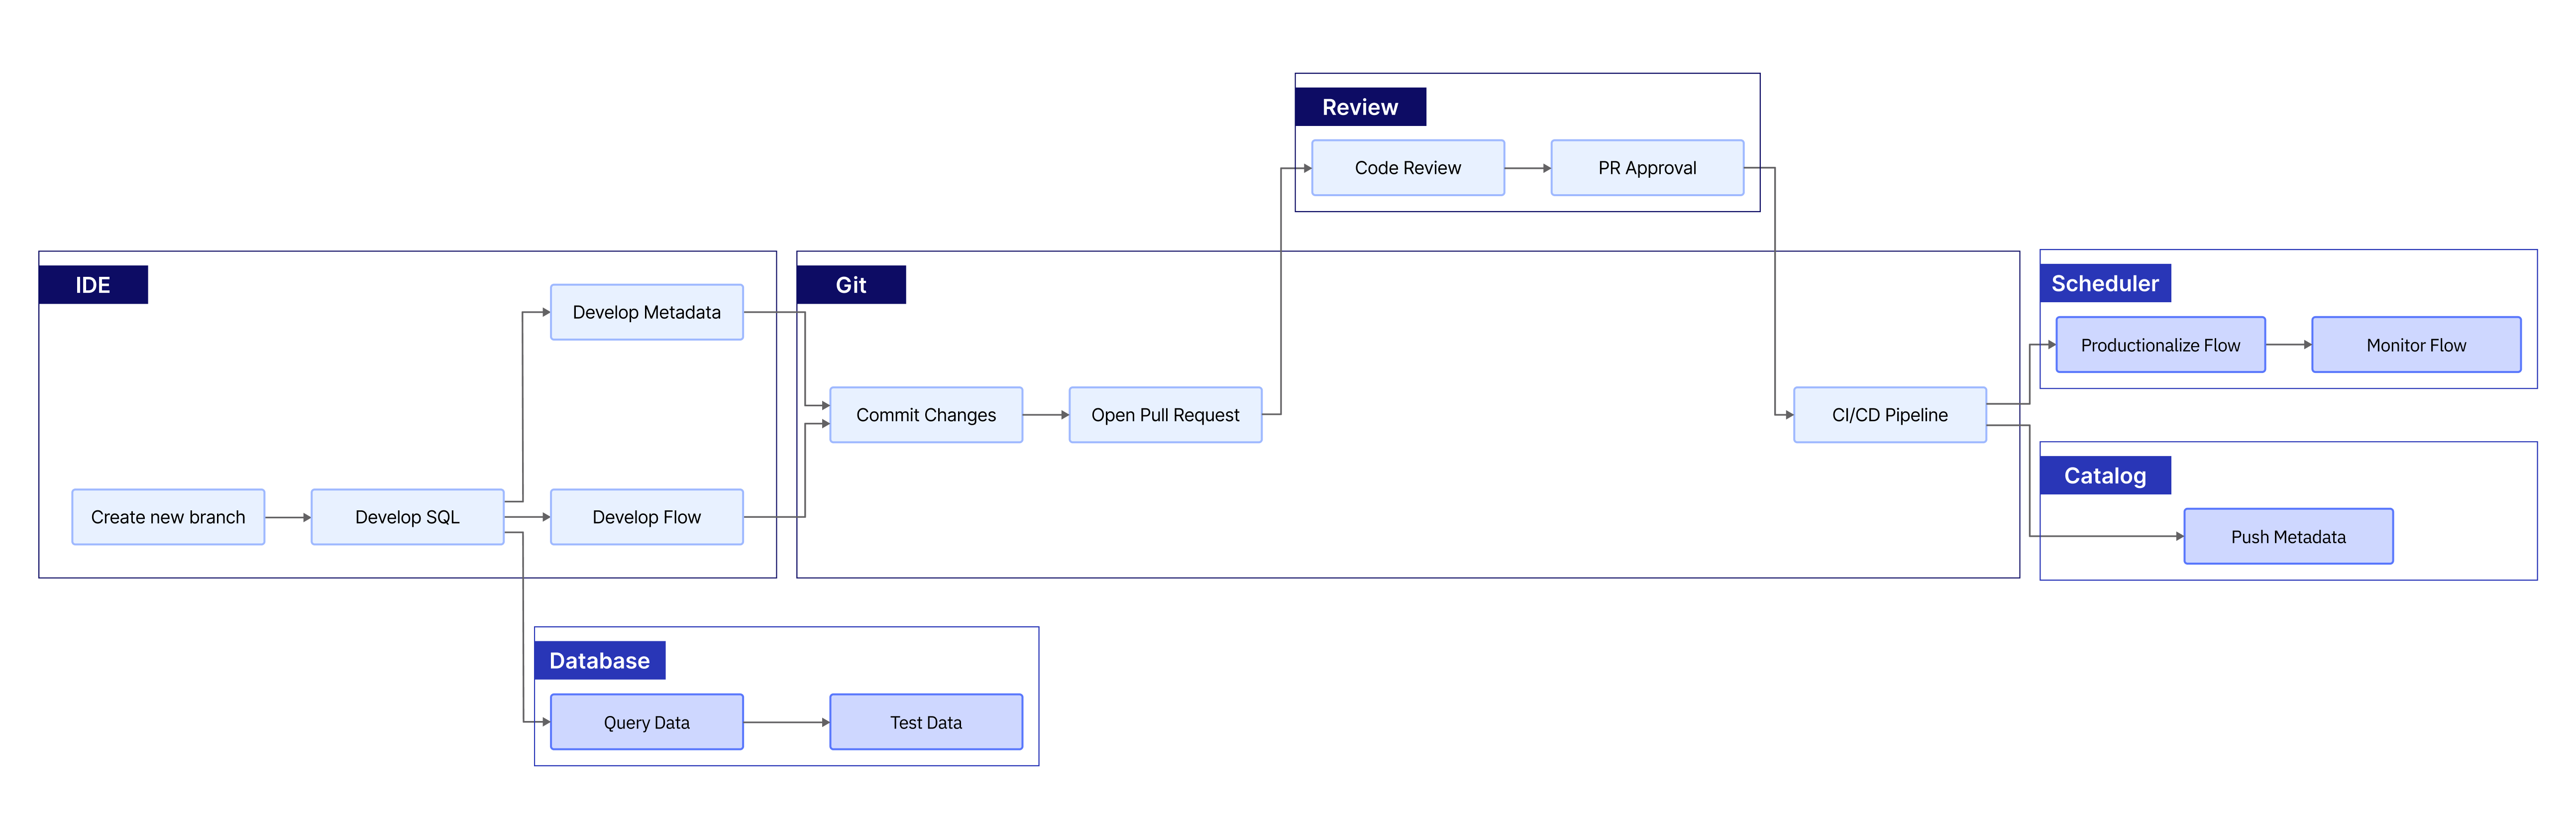 Review
Code Review
PR Approval
IDE
Develop Metadata
Create new branch
Develop SQL
Develop Flow
Git
Commit Changes
Open Pull Request
CI/CD Pipeline
Scheduler
Productionalize Flow
Monitor Flow
Catalog
Push Metadata
Database
Query Data
Test Data